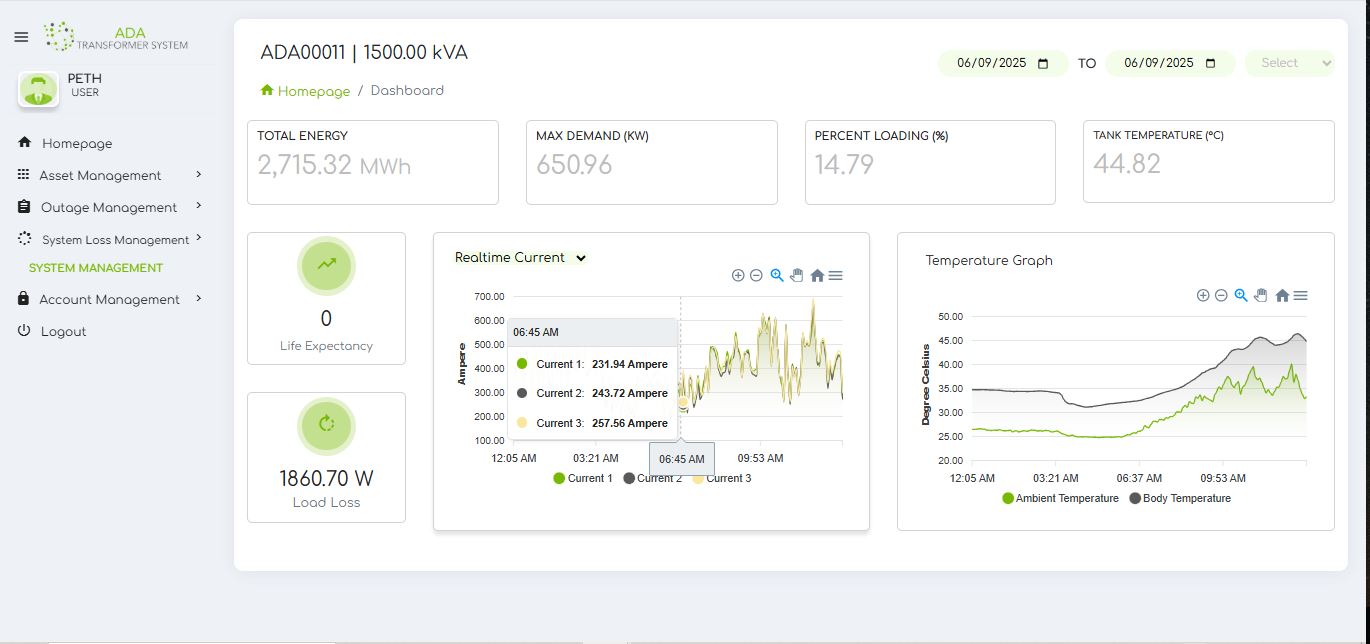 ADA
TRANSFORMER SYSTEM
PETH
USER
Homepage
Asset Management
Outage Management
System Loss Management
SYSTEM MANAGEMENT
Account Management
Logout
ADA00011 | 1500.00 kVA
06/09/2025 TO 06/09/2025 Select
Homepage / Dashboard
TOTAL ENERGY
2,715.32 MWh
MAX DEMAND (KW)
650.96
PERCENT LOADING (%)
14.79
TANK TEMPERATURE (ºC)
44.82
0
Life Expectancy
1860.70 W
Load Loss
Realtime Current
Ampere
700.00
600.00
500.00
400.00
300.00
200.00
100.00
06:45 AM
Current 1: 231.94 Ampere
Current 2: 243.72 Ampere
Current 3: 257.56 Ampere
12:05 AM 03:21 AM 06:45 AM 09:53 AM
Current 1 Current 2 Current 3
Temperature Graph
Degree Celsius
50.00
45.00
40.00
35.00
30.00
25.00
20.00
12:05 AM 03:21 AM 06:37 AM 09:53 AM
Ambient Temperature Body Temperature